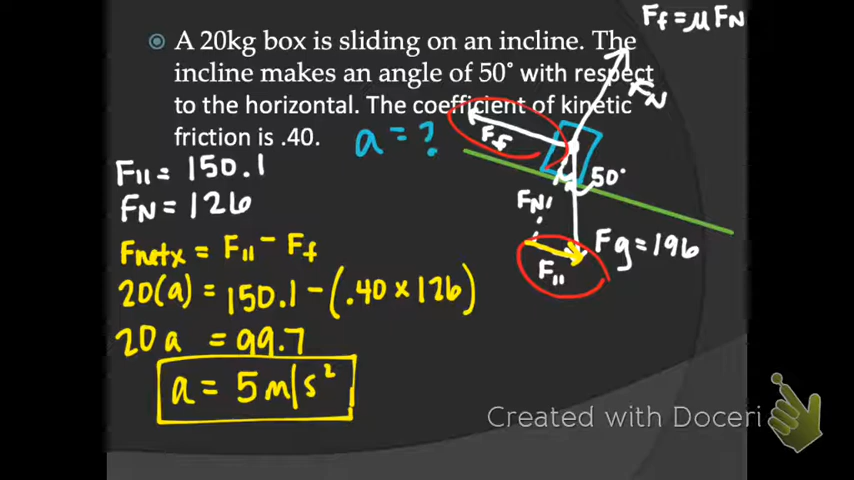 Ff = μFN
A 20kg box is sliding on an incline. The
incline makes an angle of 50° with respect
to the horizontal. The coefficient of kinetic
friction is .40.
a = ?
FN
Ff
50°
F|| = 150.1
FN = 126
FN
Fg = 196
F||
Fnetx = F|| - Ff
20(a) = 150.1 - (.40 × 126)
20a = 99.7
a = 5 m/s²
Created with Doceri